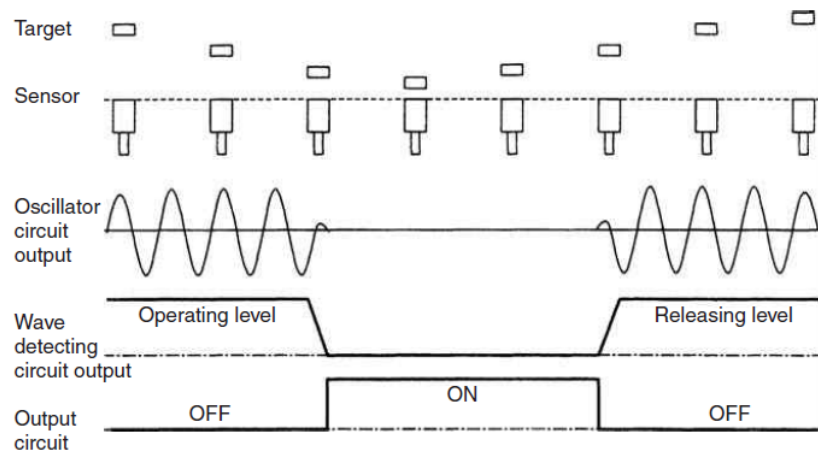 Target
Sensor
Oscillator
circuit
output
Operating level
Releasing level
Wave
detecting
circuit output
ON
OFF
OFF
Output
circuit